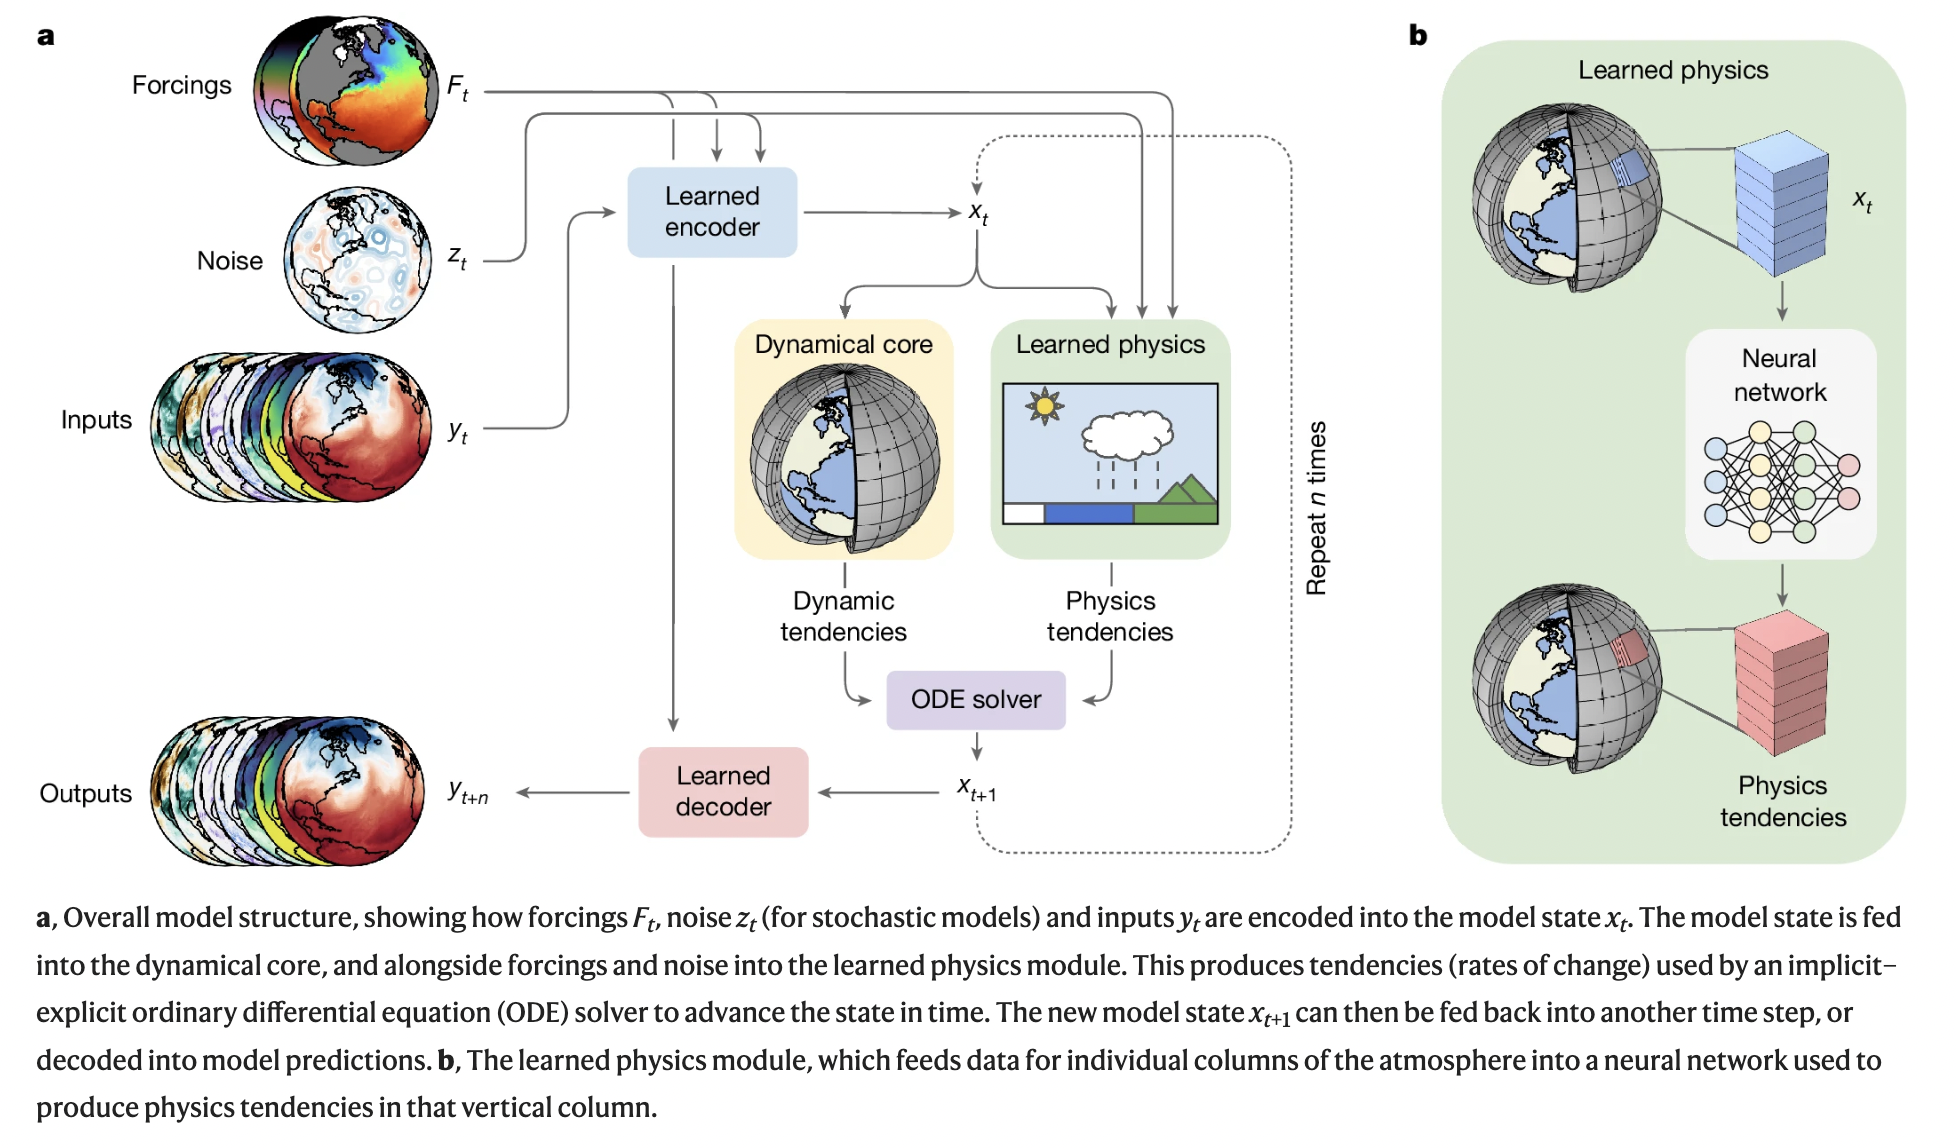 a
Forcings
F_t
Noise
z_t
Inputs
y_t
Learned
encoder
x_t
Dynamical core
Learned physics
Dynamic
tendencies
Physics
tendencies
ODE solver
x_{t+1}
Repeat n times
Learned
decoder
y_{t+n}
Outputs
b
Learned physics
x_t
Neural
network
Physics
tendencies
a, Overall model structure, showing how forcings F_t, noise z_t (for stochastic models) and inputs y_t are encoded into the model state x_t. The model state is fed
into the dynamical core, and alongside forcings and noise into the learned physics module. This produces tendencies (rates of change) used by an implicit–
explicit ordinary differential equation (ODE) solver to advance the state in time. The new model state x_{t+1} can then be fed back into another time step, or
decoded into model predictions. b, The learned physics module, which feeds data for individual columns of the atmosphere into a neural network used to
produce physics tendencies in that vertical column.